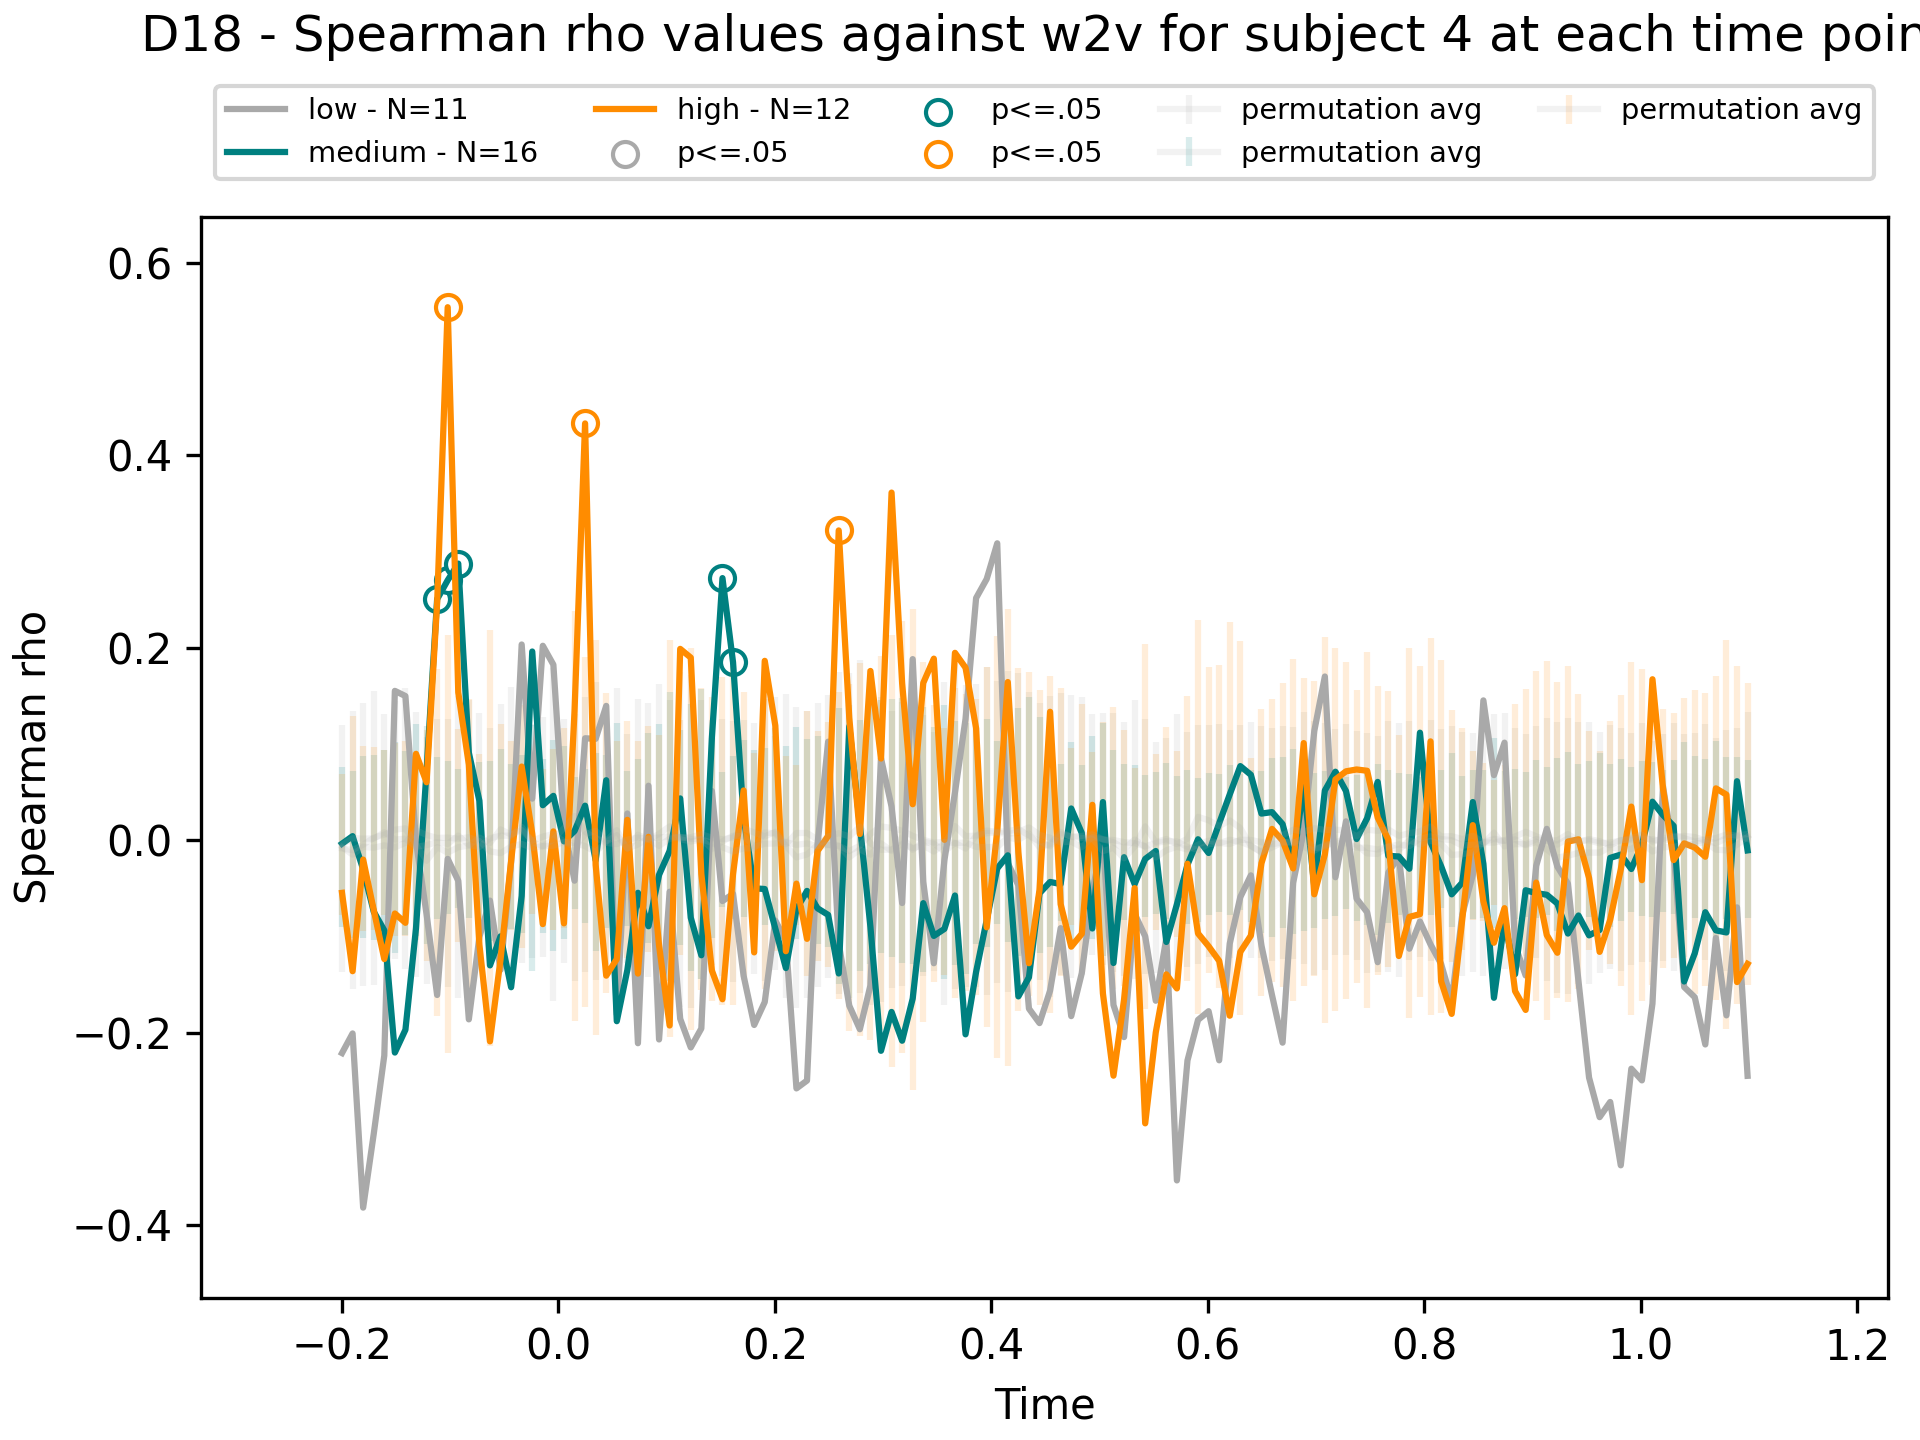 D18 - Spearman rho values against w2v for subject 4 at each time poin
low - N=11
medium - N=16
high - N=12
p<=.05
p<=.05
p<=.05
permutation avg
permutation avg
permutation avg
Spearman rho
0.6
0.4
0.2
0.0
−0.2
−0.4
−0.2
0.0
0.2
0.4
0.6
0.8
1.0
1.2
Time